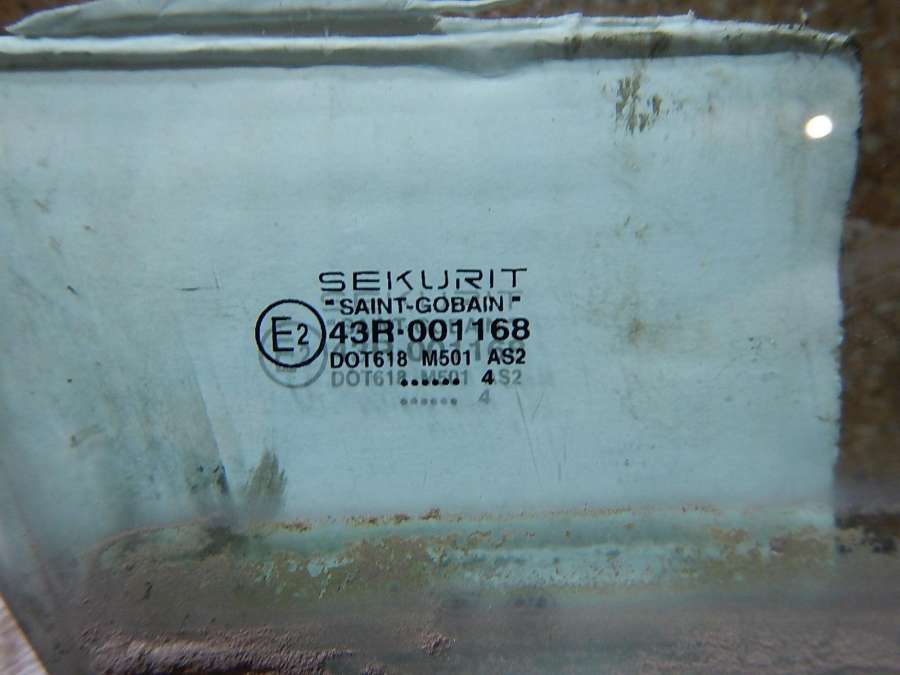 SEKURIT
"SAINT-GOBAIN"
E2 43R-001168
DOT618 M501 AS2
...... 4